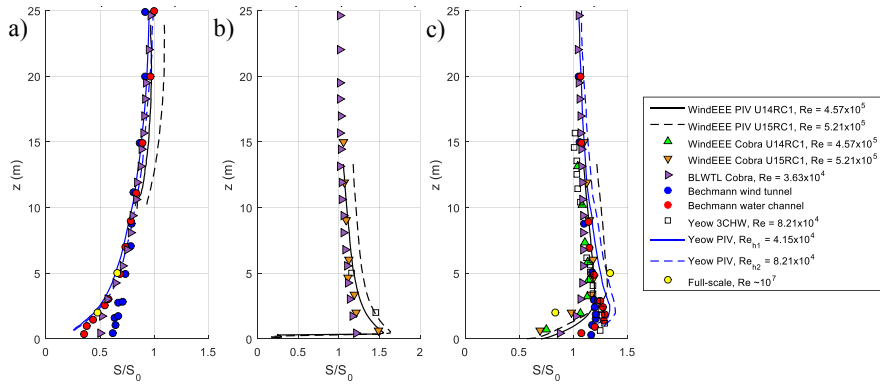 a)
b)
c)
25
20
15
10
5
0
z (m)
0
0.5
1
1.5
S/S0
25
20
15
10
5
0
z (m)
0
0.5
1
1.5
2
S/S0
25
20
15
10
5
0
z (m)
0
0.5
1
1.5
S/S0
WindEEE PIV U14RC1, Re = 4.57x10^5
WindEEE PIV U15RC1, Re = 5.21x10^5
WindEEE Cobra U14RC1, Re = 4.57x10^5
WindEEE Cobra U15RC1, Re = 5.21x10^5
BLWTL Cobra, Re = 3.63x10^4
Bechmann wind tunnel
Bechmann water channel
Yeow 3CHW, Re = 8.21x10^4
Yeow PIV, Re_h1 = 4.15x10^4
Yeow PIV, Re_h2 = 8.21x10^4
Full-scale, Re ~10^7